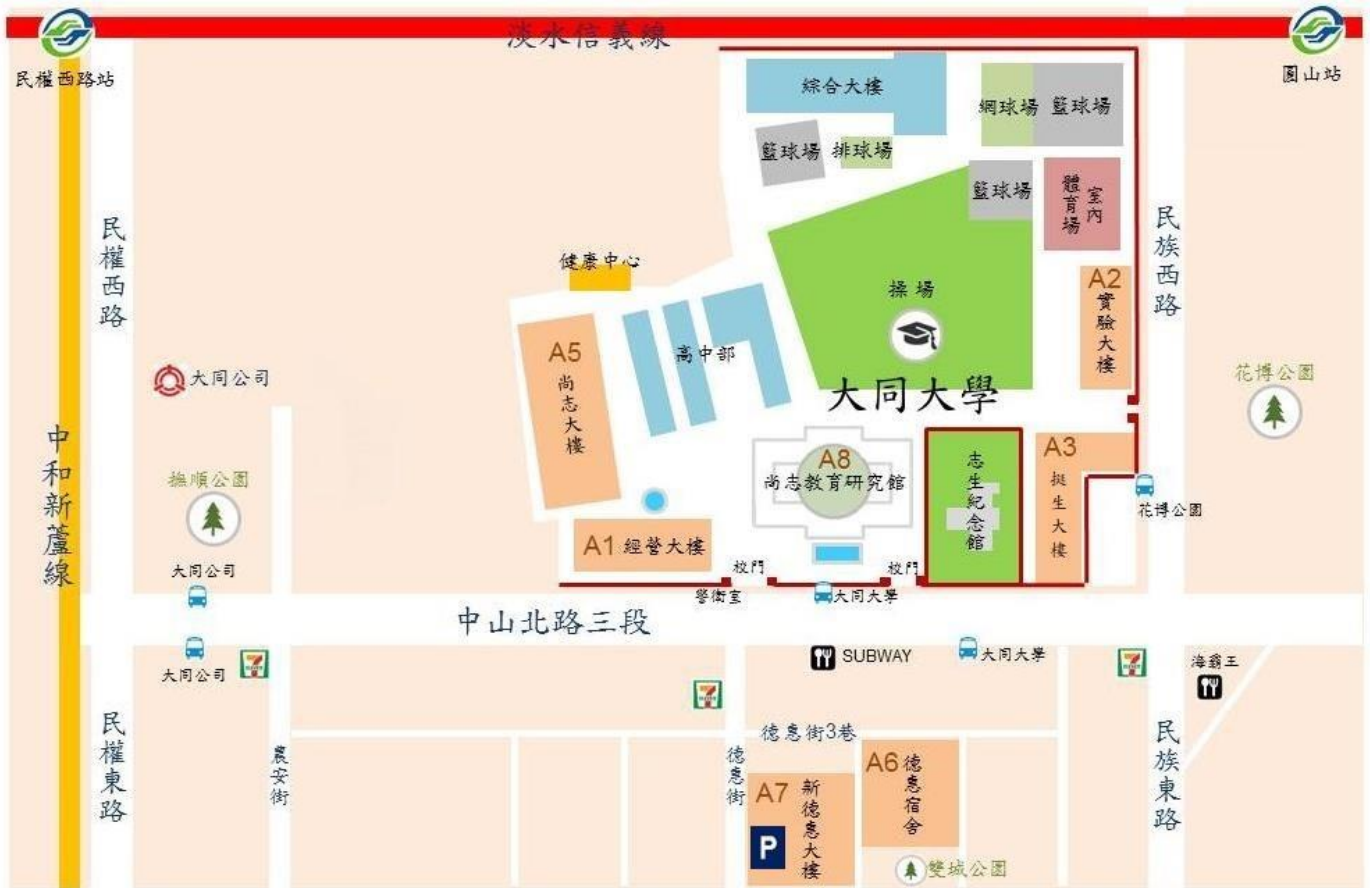 淡水信義線
民權西路站
圓山站
綜合大樓
網球場
籃球場
籃球場
排球場
籃球場
室內
體育場
民權西路
民族西路
健康中心
操場
A2
實驗大樓
A5
尚志大樓
高中部
大同公司
花博公園
大同大學
中和新蘆線
撫順公園
A8
尚志教育研究館
志生紀念館
A3
挺生大樓
花博公園
A1 經營大樓
大同公司
校門
校門
警衛室
大同大學
中山北路三段
大同公司
SUBWAY
大同大學
海霸王
民權東路
農安街
德惠街
德惠街3巷
民族東路
A6
德惠宿舍
A7
新德惠大樓
P
雙城公園